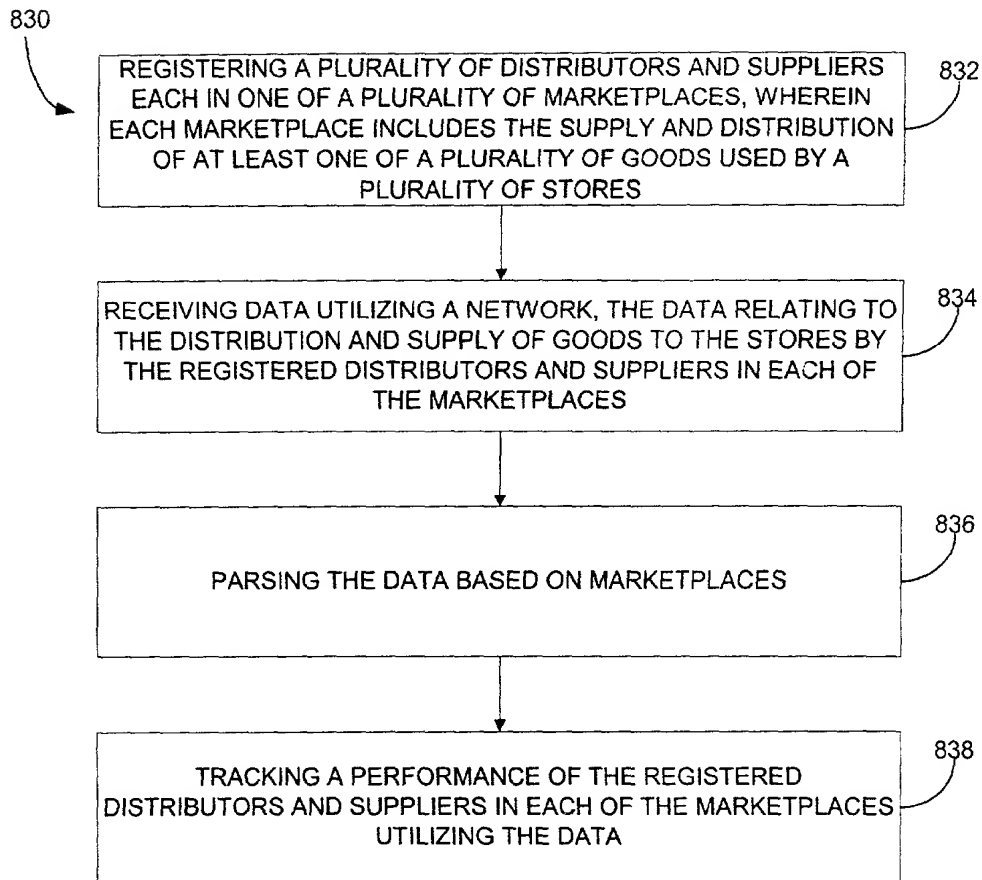 830
REGISTERING A PLURALITY OF DISTRIBUTORS AND SUPPLIERS
EACH IN ONE OF A PLURALITY OF MARKETPLACES, WHEREIN
EACH MARKETPLACE INCLUDES THE SUPPLY AND DISTRIBUTION
OF AT LEAST ONE OF A PLURALITY OF GOODS USED BY A
PLURALITY OF STORES
832
RECEIVING DATA UTILIZING A NETWORK, THE DATA RELATING TO
THE DISTRIBUTION AND SUPPLY OF GOODS TO THE STORES BY
THE REGISTERED DISTRIBUTORS AND SUPPLIERS IN EACH OF
THE MARKETPLACES
834
PARSING THE DATA BASED ON MARKETPLACES
836
TRACKING A PERFORMANCE OF THE REGISTERED
DISTRIBUTORS AND SUPPLIERS IN EACH OF THE MARKETPLACES
UTILIZING THE DATA
838